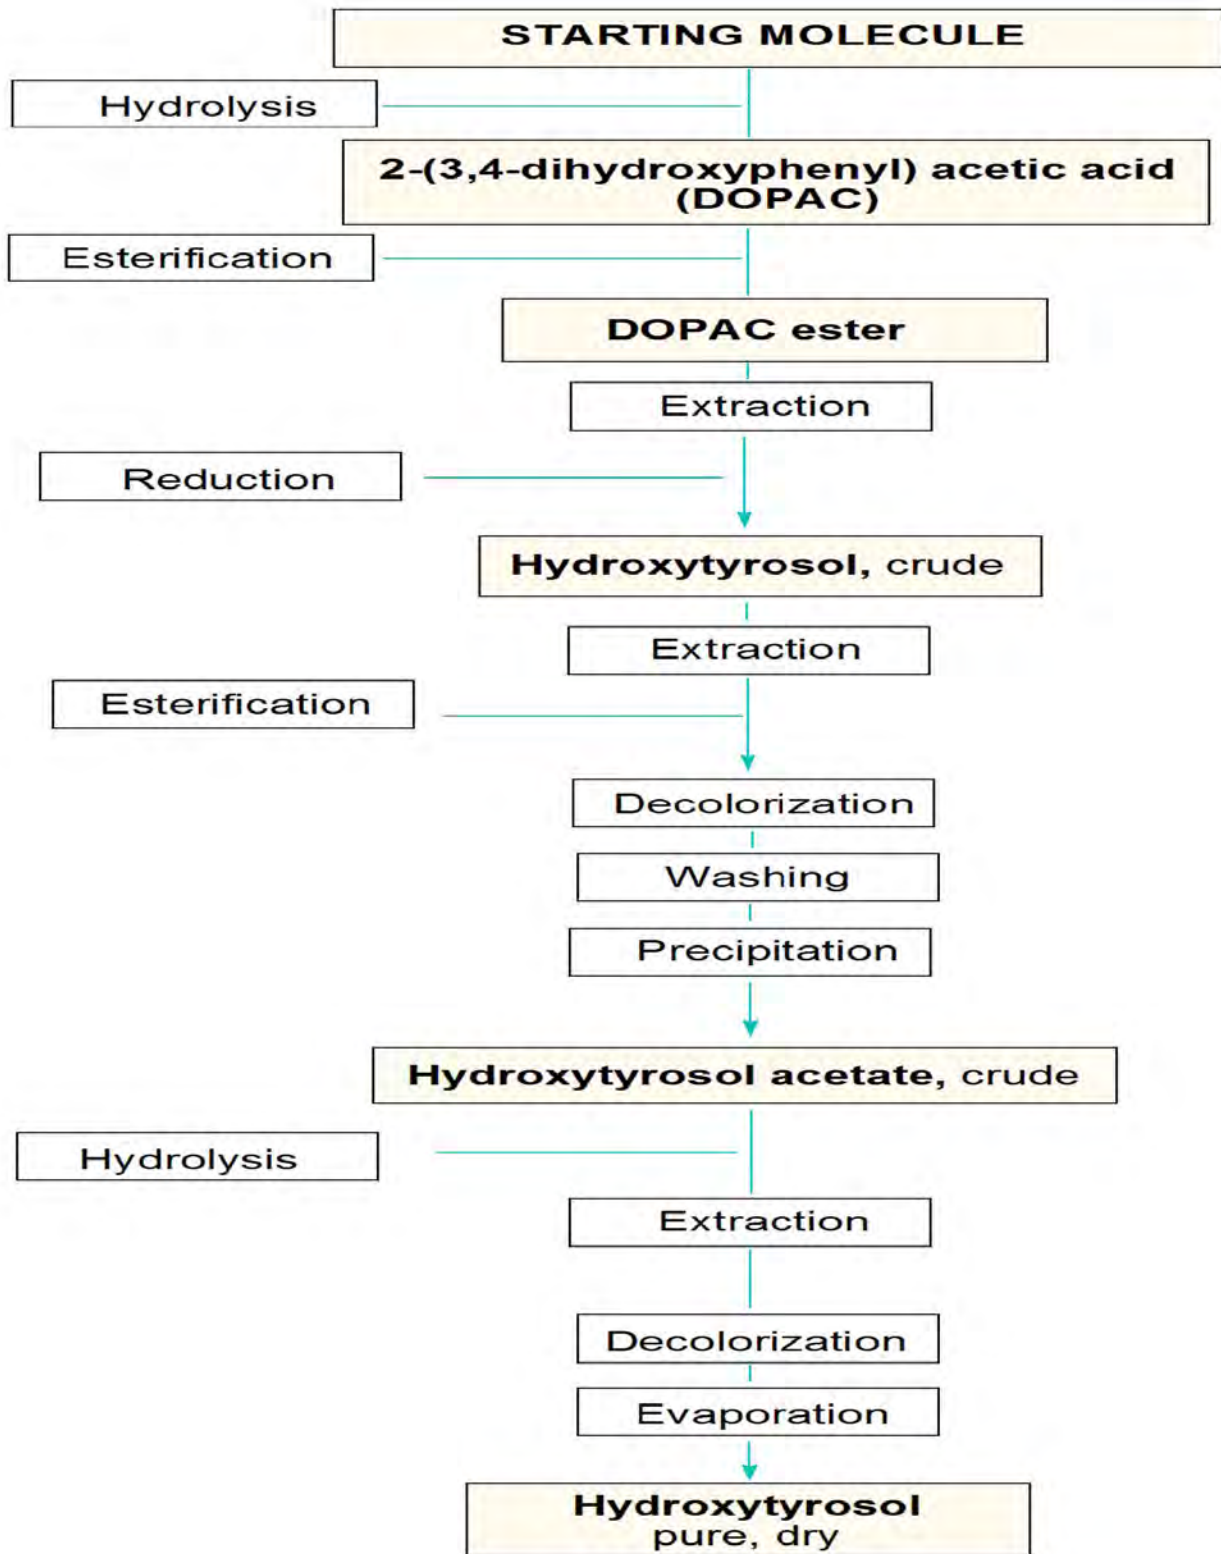 STARTING MOLECULE
Hydrolysis
2-(3,4-dihydroxyphenyl) acetic acid
(DOPAC)
Esterification
DOPAC ester
Extraction
Reduction
Hydroxytyrosol, crude
Extraction
Esterification
Decolorization
Washing
Precipitation
Hydroxytyrosol acetate, crude
Hydrolysis
Extraction
Decolorization
Evaporation
Hydroxytyrosol
pure, dry